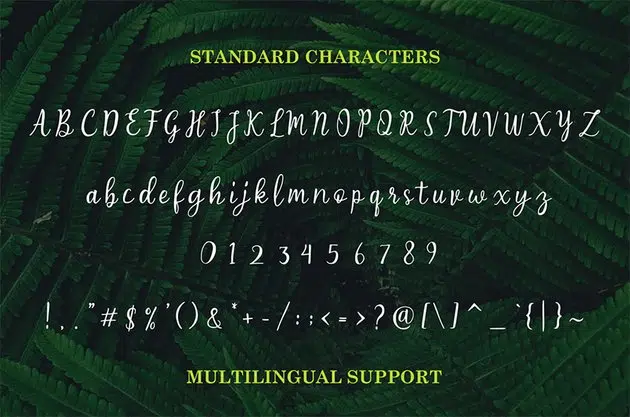 STANDARD CHARACTERS
A B C D E F G H I J K L M N O P Q R S T U V W X Y Z
a b c d e f g h i j k l m n o p q r s t u v w x y z
0 1 2 3 4 5 6 7 8 9
! , . " # $ % ' ( ) & * + - / : ; < = > ? @ [ \ ] ^ _ ` { | } ~
MULTILINGUAL SUPPORT